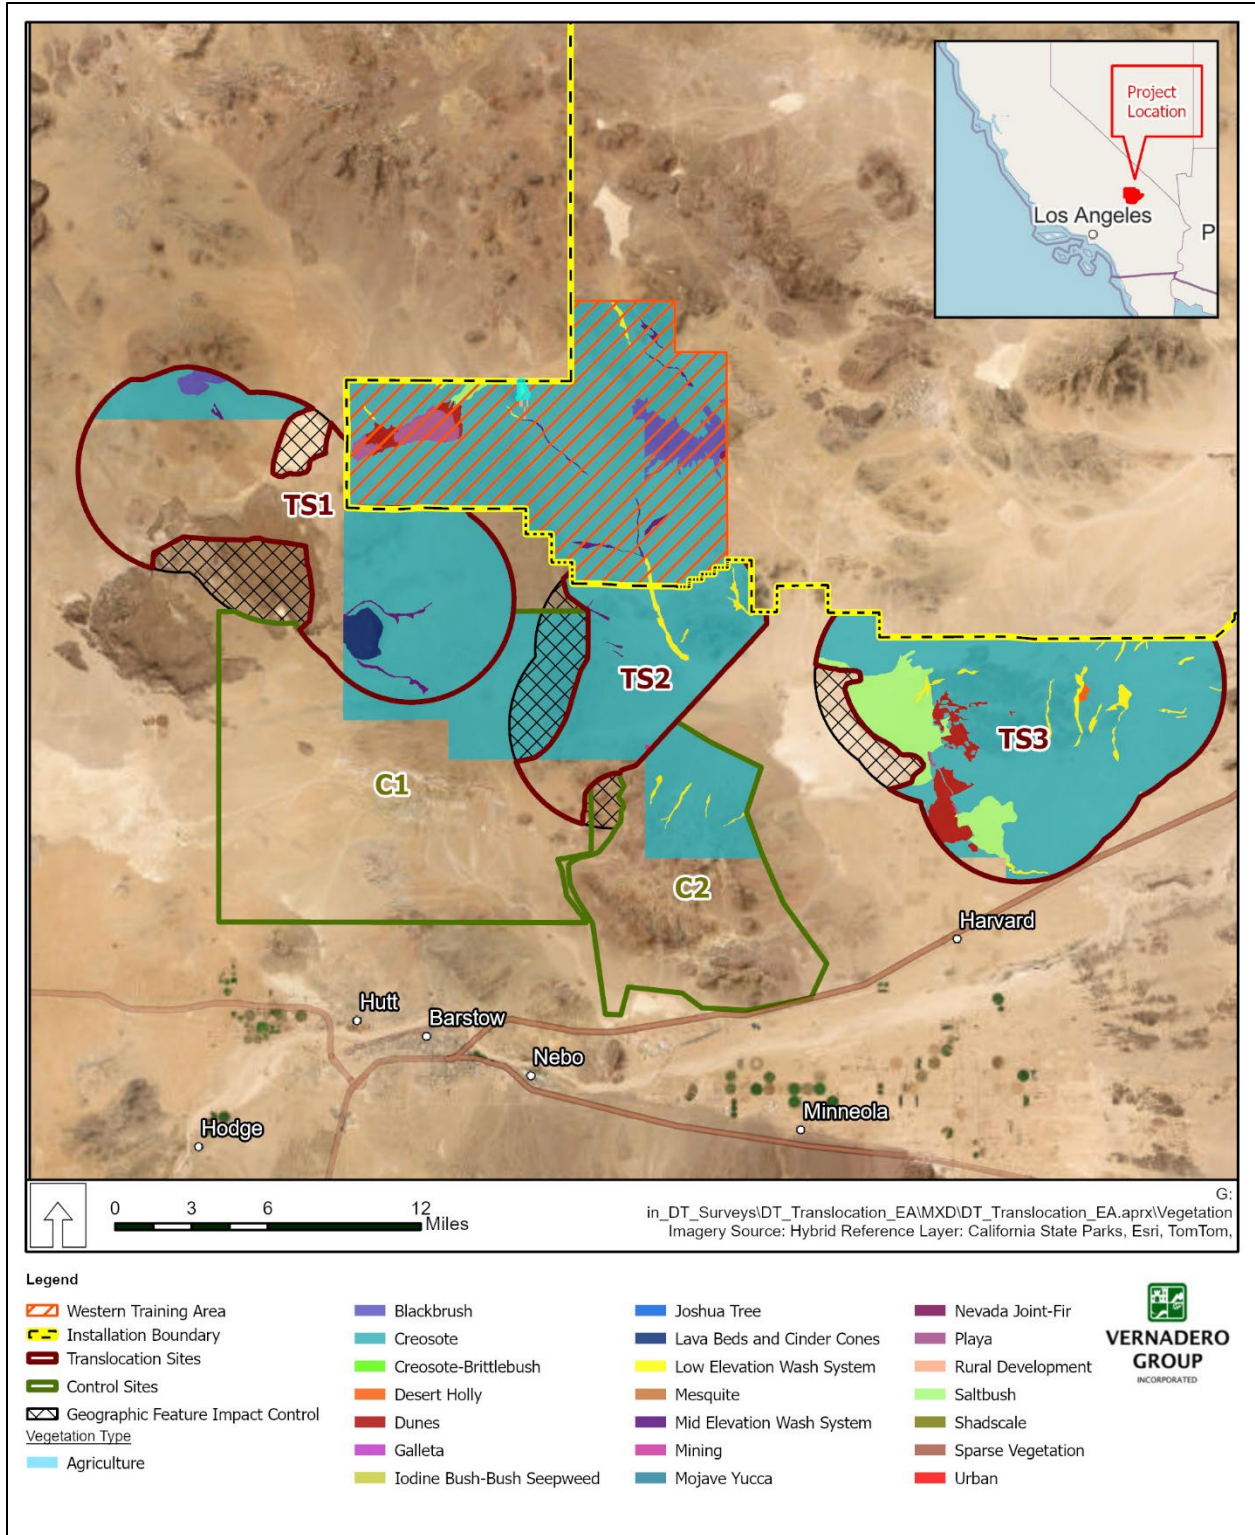 Project
Location
Los Angeles
P
TS1
TS2
TS3
C1
C2
Harvard
Hutt
Barstow
Nebo
Minneola
Hodge
0 3 6 12
Miles
G:
in_DT_Surveys\DT_Translocation_EA\MXD\DT_Translocation_EA.aprx\Vegetation
Imagery Source: Hybrid Reference Layer: California State Parks, Esri, TomTom,
Legend
Western Training Area
Installation Boundary
Translocation Sites
Control Sites
Geographic Feature Impact Control
Vegetation Type
Agriculture
Blackbrush
Creosote
Creosote-Brittlebush
Desert Holly
Dunes
Galleta
Iodine Bush-Bush Seepweed
Joshua Tree
Lava Beds and Cinder Cones
Low Elevation Wash System
Mesquite
Mid Elevation Wash System
Mining
Mojave Yucca
Nevada Joint-Fir
Playa
Rural Development
Saltbush
Shadscale
Sparse Vegetation
Urban
VERNADERO
GROUP
INCORPORATED